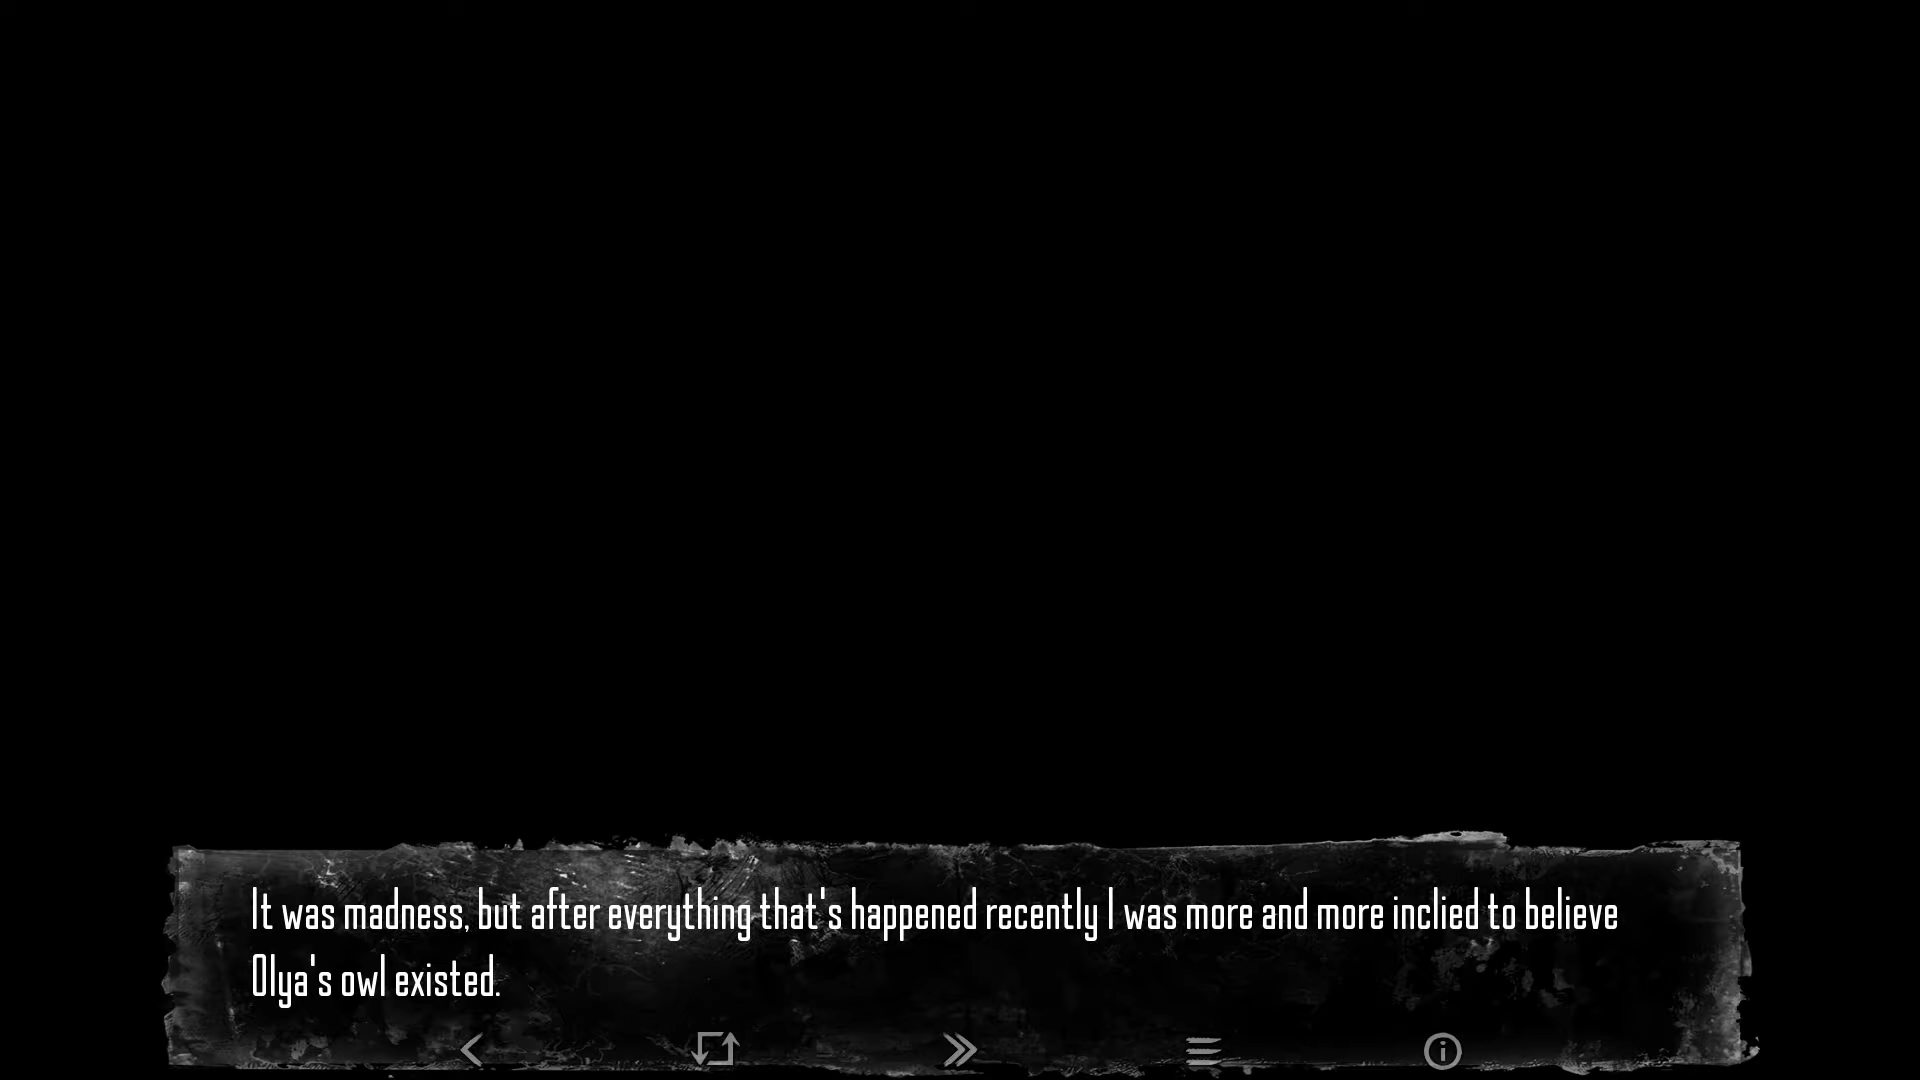 It was madness, but after everything that's happened recently I was more and more inclied to believe
Olya's owl existed.